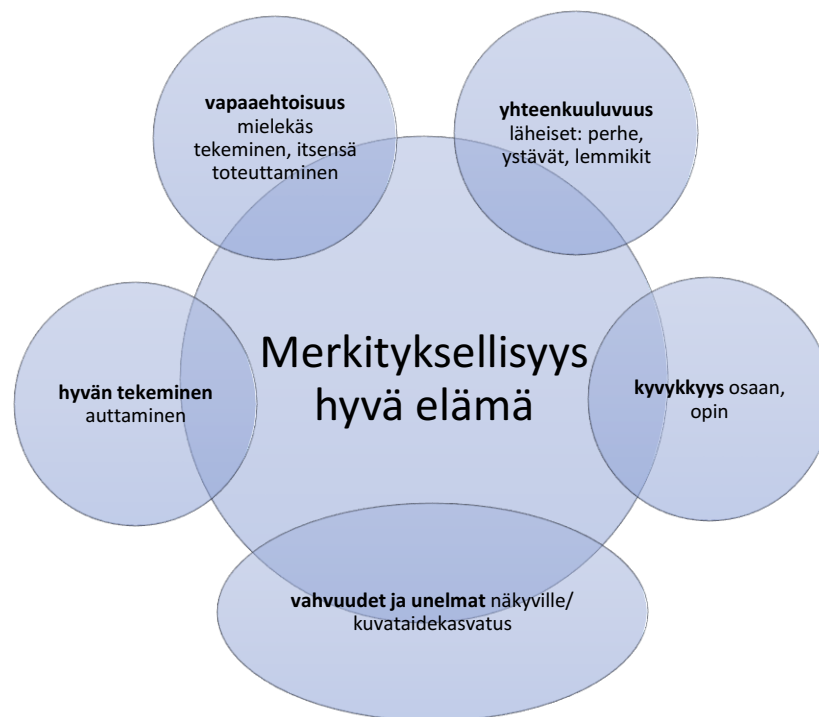 vapaaehtoisuus
mielekäs
tekeminen, itsensä
toteuttaminen
yhteenkuuluvuus
läheiset: perhe,
ystävät, lemmikit
Merkityksellisyys
hyvä elämä
hyvän tekeminen
auttaminen
kyvykkyys osaan,
opin
vahvuudet ja unelmat näkyville/
kuvataidekasvatus